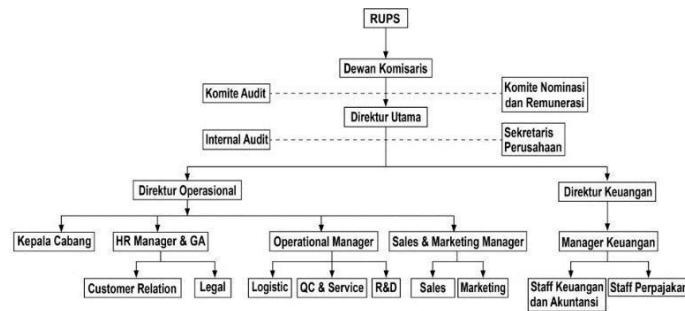 RUPS
Dewan Komisaris
Komite Audit
Komite Nominasi
dan Remunerasi
Direktur Utama
Internal Audit
Sekretaris
Perusahaan
Direktur Operasional
Direktur Keuangan
Kepala Cabang
HR Manager & GA
Operational Manager
Sales & Marketing Manager
Manager Keuangan
Customer Relation
Legal
Logistic
QC & Service
R&D
Sales
Marketing
Staff Keuangan
dan Akuntansi
Staff Perpajakan